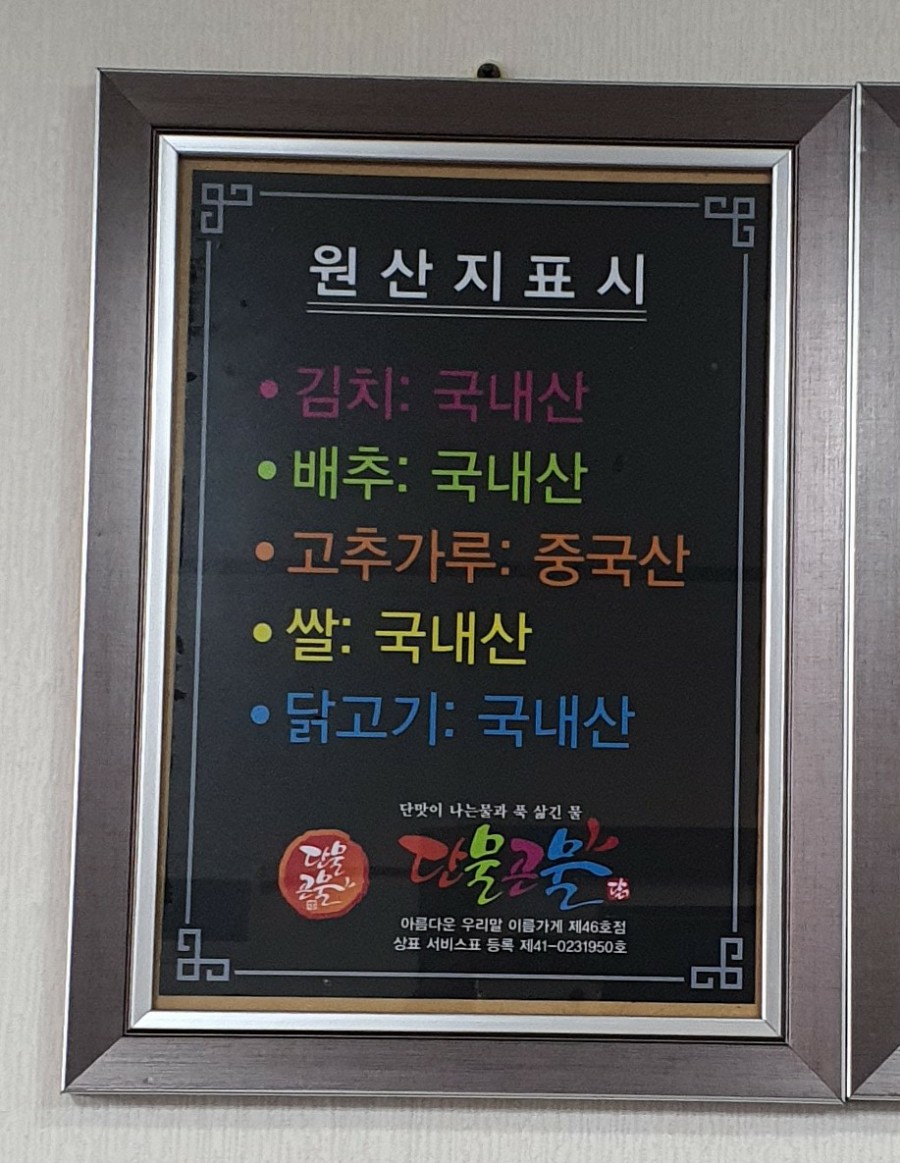 원산지표시
• 김치: 국내산
• 배추: 국내산
• 고추가루: 중국산
• 쌀: 국내산
• 닭고기: 국내산
단맛이 나는물과 푹 삶긴 물
단물곤물
단물
곤물
닭
아름다운 우리말 이름가게 제46호점
상표 서비스표 등록 제41-0231950호